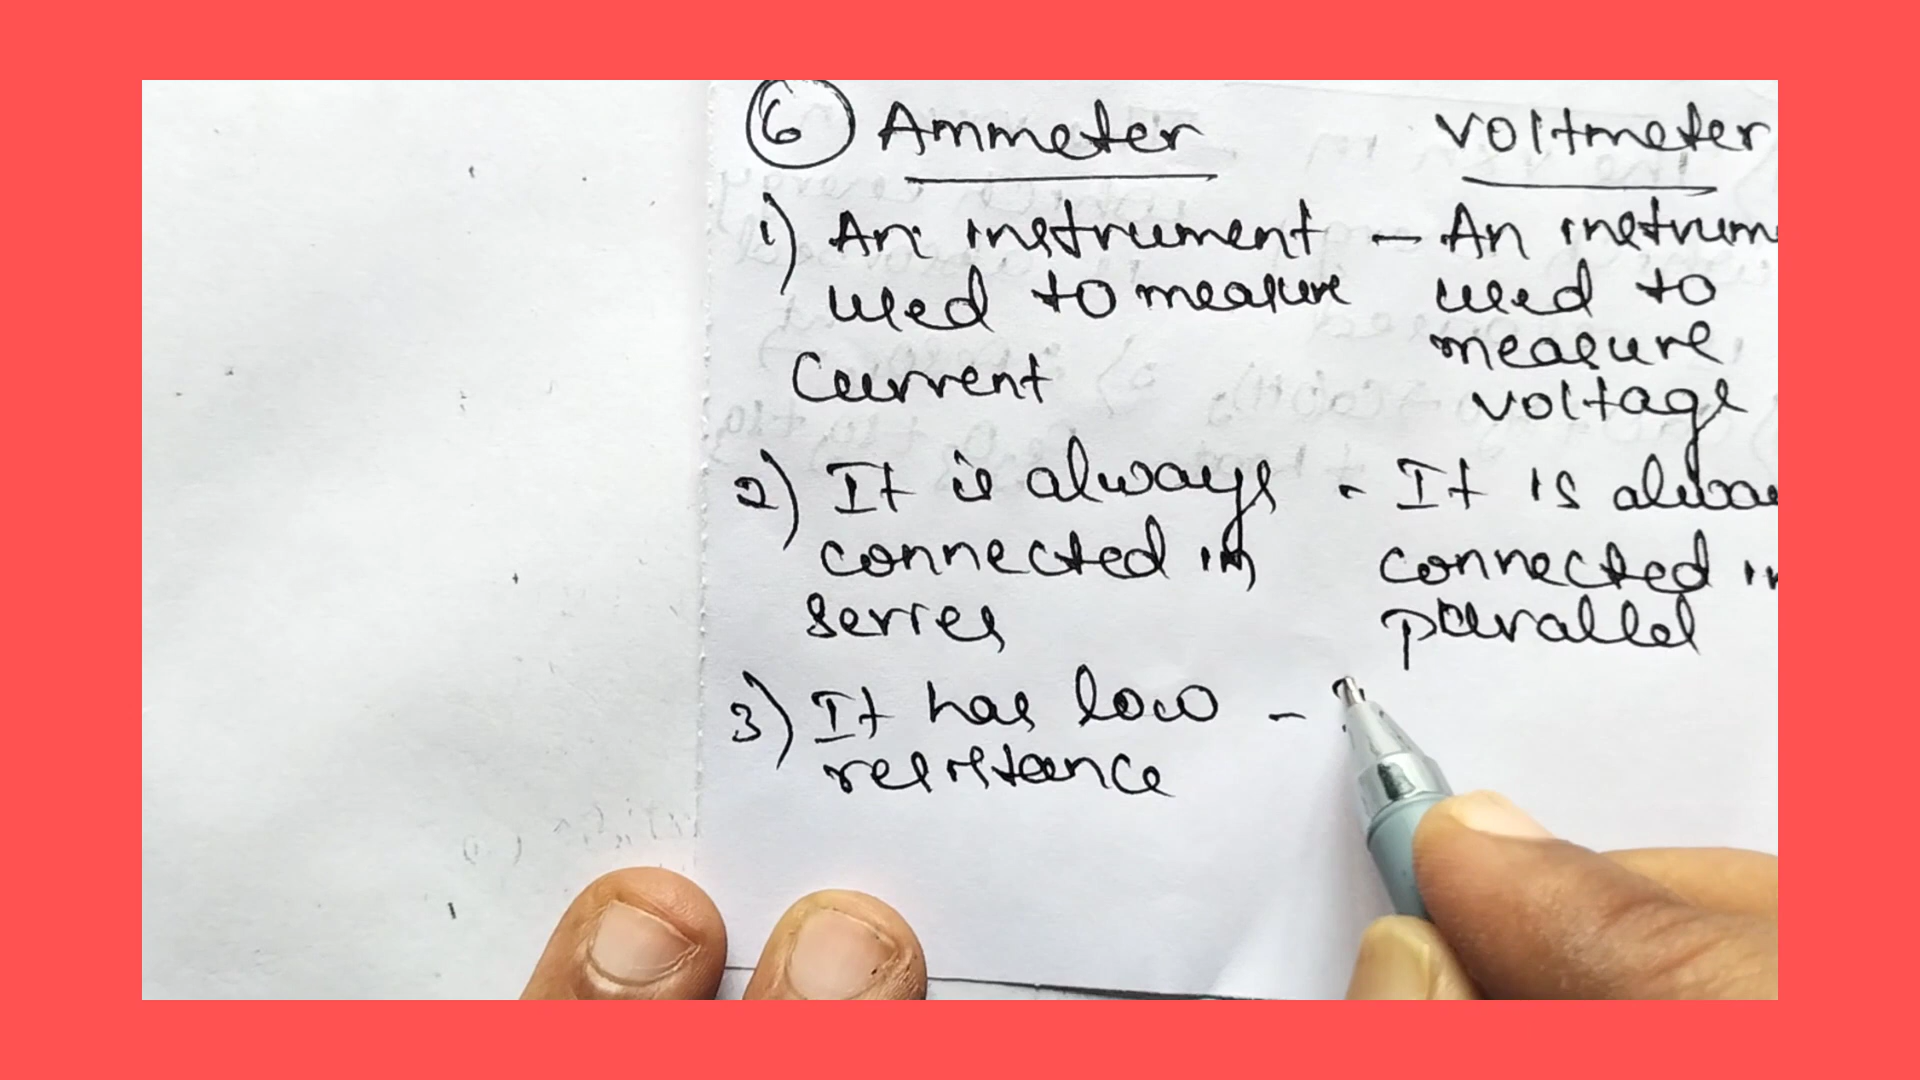 6 Ammeter voltmeter
1) An instrument - An instrum
used to measure used to
measure
Current voltage
2) It is always - It is alwa
connected in connected in
series parallel
3) It has low -
resistance